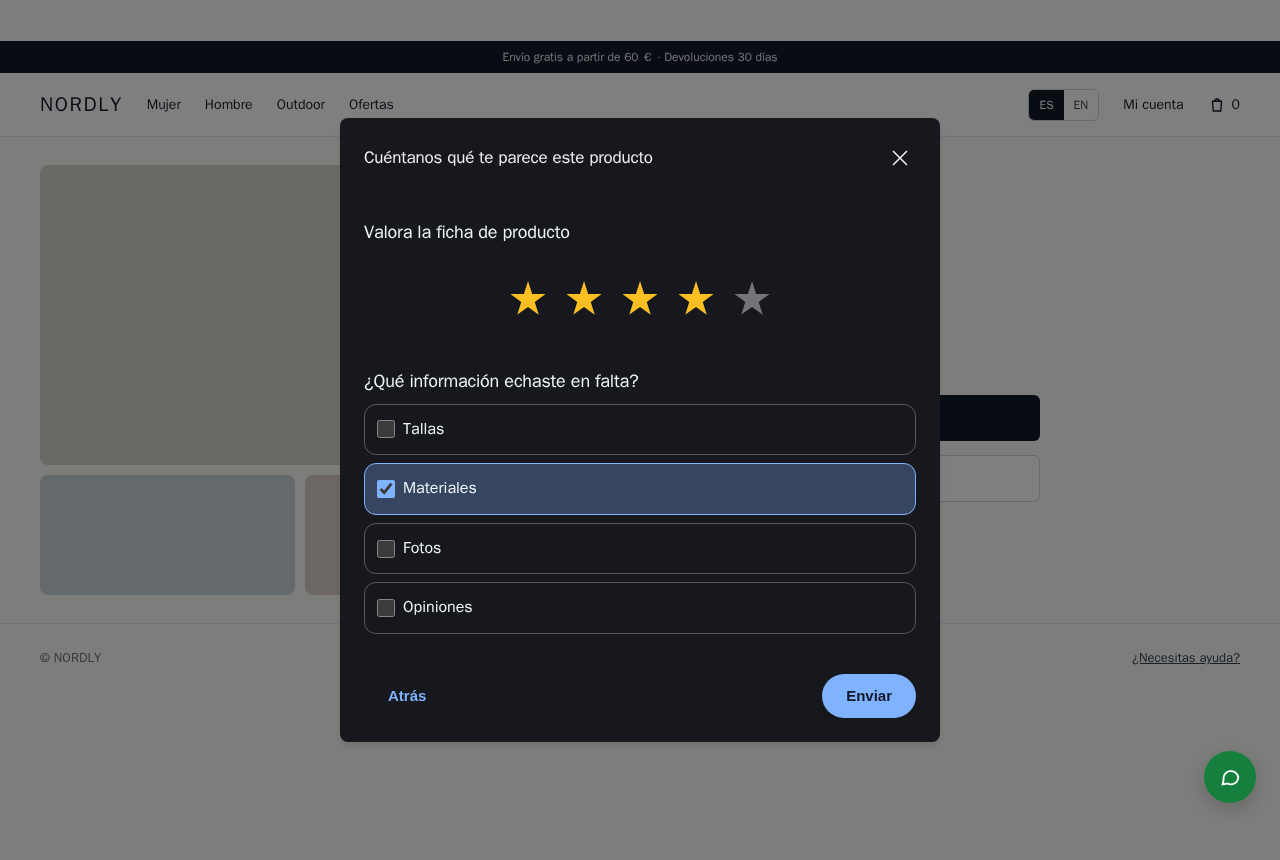 Envío gratis a partir de 60 € · Devoluciones 30 días
NORDLY Mujer Hombre Outdoor Ofertas ES EN Mi cuenta 0
Cuéntanos qué te parece este producto
Valora la ficha de producto
¿Qué información echaste en falta?
Tallas
Materiales
Fotos
Opiniones
© NORDLY ¿Necesitas ayuda?
Atrás Enviar